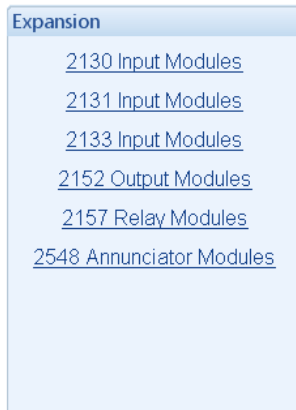 Expansion
2130 Input Modules
2131 Input Modules
2133 Input Modules
2152 Output Modules
2157 Relay Modules
2548 Annunciator Modules